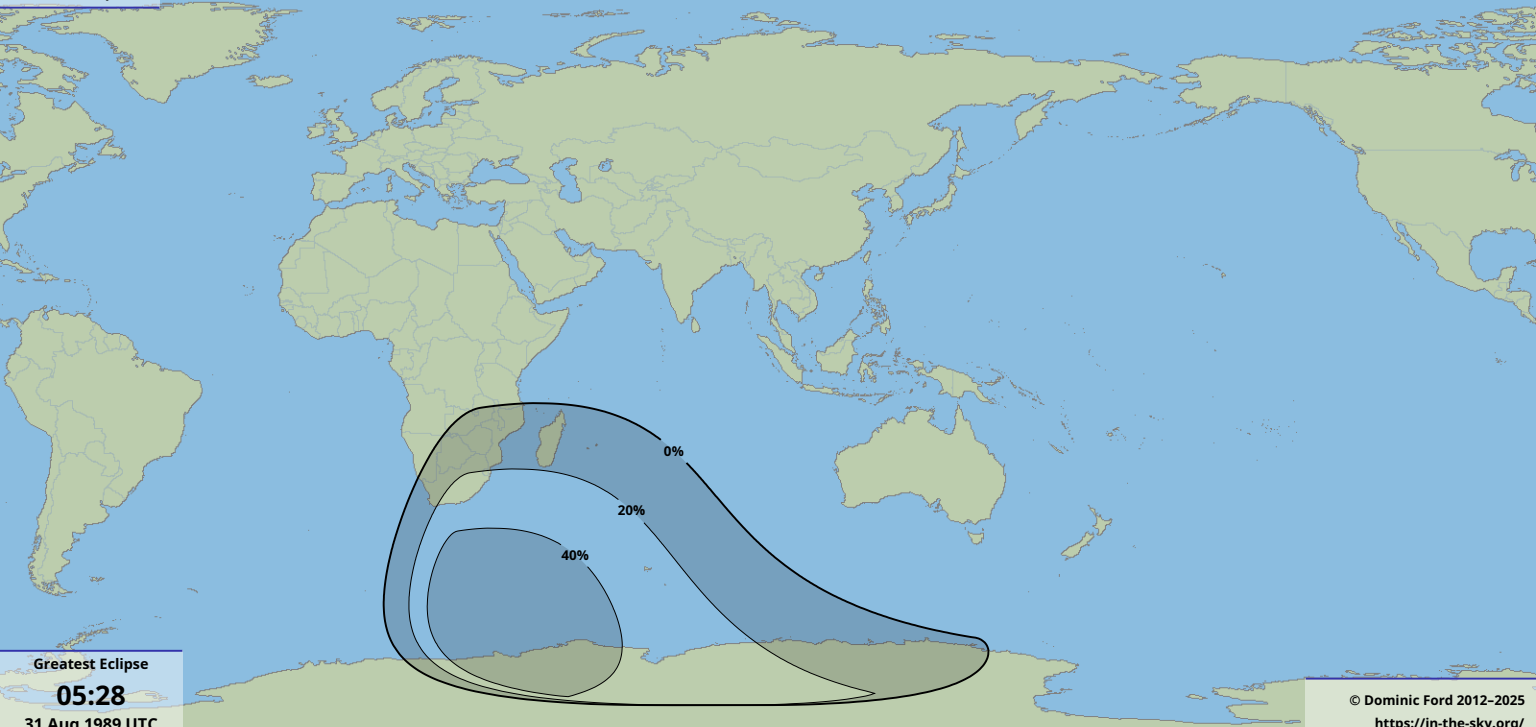 0%
20%
40%
Greatest Eclipse
05:28
31 Aug 1989 UTC
© Dominic Ford 2012–2025
https://in-the-sky.org/